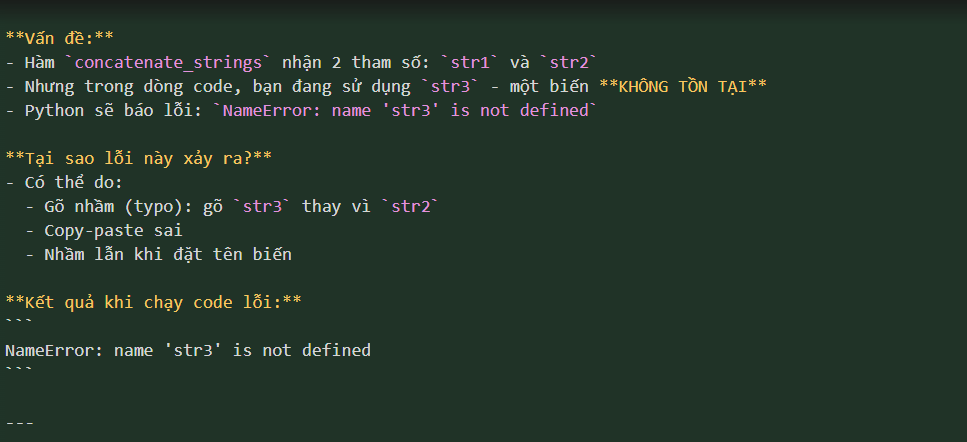 **Vấn đề:**
- Hàm `concatenate_strings` nhận 2 tham số: `str1` và `str2`
- Nhưng trong dòng code, bạn đang sử dụng `str3` - một biến **KHÔNG TỒN TẠI**
- Python sẽ báo lỗi: `NameError: name 'str3' is not defined`
**Tại sao lỗi này xảy ra?**
- Có thể do:
  - Gõ nhầm (typo): gõ `str3` thay vì `str2`
  - Copy-paste sai
  - Nhầm lẫn khi đặt tên biến
**Kết quả khi chạy code lỗi:**
```
NameError: name 'str3' is not defined
```
---